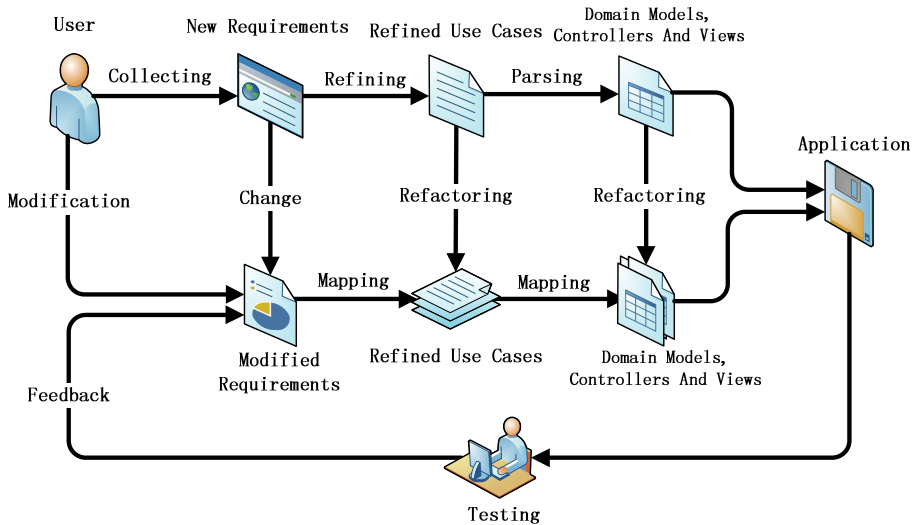 User
New Requirements
Refined Use Cases
Domain Models,
Controllers And Views
Collecting
Refining
Parsing
Application
Modification
Change
Refactoring
Refactoring
Mapping
Mapping
Modified
Requirements
Refined Use Cases
Domain Models,
Controllers And Views
Feedback
Testing